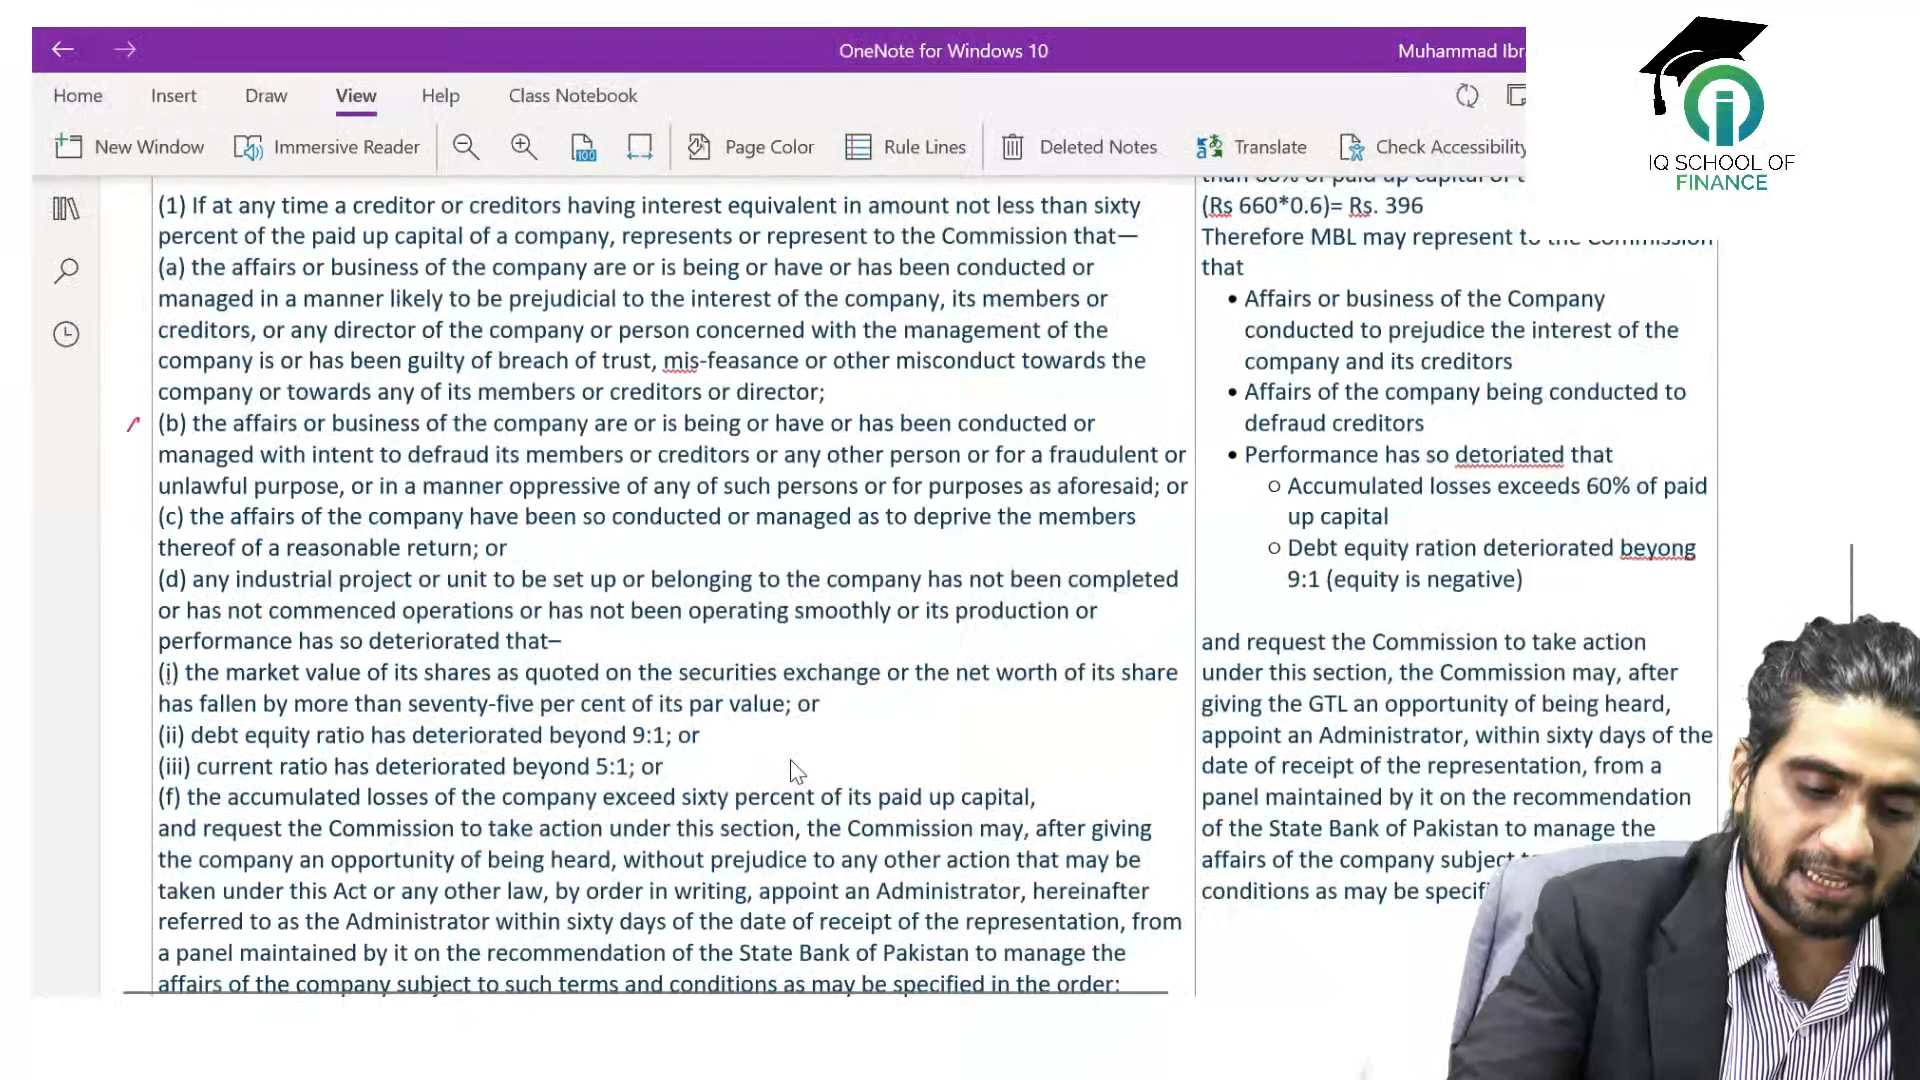 OneNote for Windows 10
Muhammad Ibr
Home Insert Draw View Help Class Notebook
New Window Immersive Reader 100 Page Color Rule Lines Deleted Notes Translate Check Accessibility
IQ SCHOOL OF
FINANCE
(1) If at any time a creditor or creditors having interest equivalent in amount not less than sixty
percent of the paid up capital of a company, represents or represent to the Commission that—
(a) the affairs or business of the company are or is being or have or has been conducted or
managed in a manner likely to be prejudicial to the interest of the company, its members or
creditors, or any director of the company or person concerned with the management of the
company is or has been guilty of breach of trust, mis-feasance or other misconduct towards the
company or towards any of its members or creditors or director;
(b) the affairs or business of the company are or is being or have or has been conducted or
managed with intent to defraud its members or creditors or any other person or for a fraudulent or
unlawful purpose, or in a manner oppressive of any of such persons or for purposes as aforesaid; or
(c) the affairs of the company have been so conducted or managed as to deprive the members
thereof of a reasonable return; or
(d) any industrial project or unit to be set up or belonging to the company has not been completed
or has not commenced operations or has not been operating smoothly or its production or
performance has so deteriorated that–
(i) the market value of its shares as quoted on the securities exchange or the net worth of its share
has fallen by more than seventy-five per cent of its par value; or
(ii) debt equity ratio has deteriorated beyond 9:1; or
(iii) current ratio has deteriorated beyond 5:1; or
(f) the accumulated losses of the company exceed sixty percent of its paid up capital,
and request the Commission to take action under this section, the Commission may, after giving
the company an opportunity of being heard, without prejudice to any other action that may be
taken under this Act or any other law, by order in writing, appoint an Administrator, hereinafter
referred to as the Administrator within sixty days of the date of receipt of the representation, from
a panel maintained by it on the recommendation of the State Bank of Pakistan to manage the
affairs of the company subject to such terms and conditions as may be specified in the order:
(Rs 660*0.6)= Rs. 396
Therefore MBL may represent to the Commission
that
• Affairs or business of the Company
conducted to prejudice the interest of the
company and its creditors
• Affairs of the company being conducted to
defraud creditors
• Performance has so detoriated that
○ Accumulated losses exceeds 60% of paid
up capital
○ Debt equity ration deteriorated beyong
9:1 (equity is negative)
and request the Commission to take action
under this section, the Commission may, after
giving the GTL an opportunity of being heard,
appoint an Administrator, within sixty days of the
date of receipt of the representation, from a
panel maintained by it on the recommendation
of the State Bank of Pakistan to manage the
affairs of the company subject
conditions as may be specif